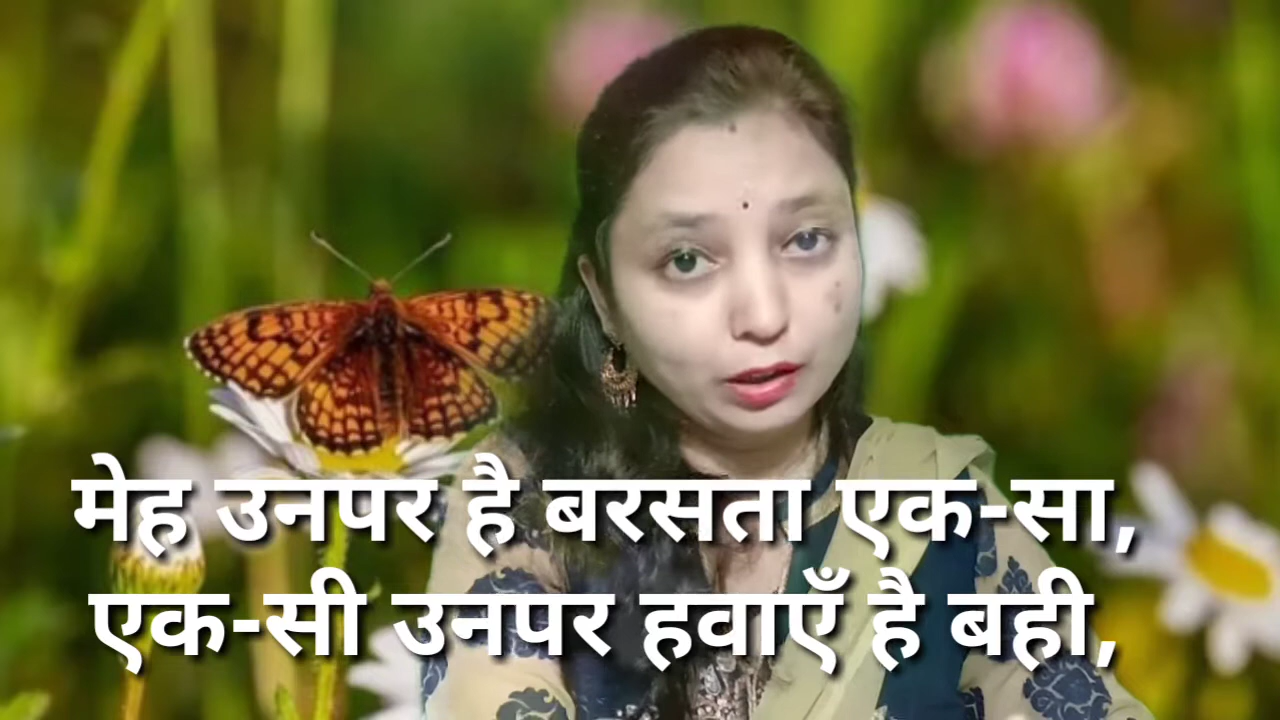 मेह उनपर है बरसता एक-सा,
एक-सी उनपर हवाएँ है बही,